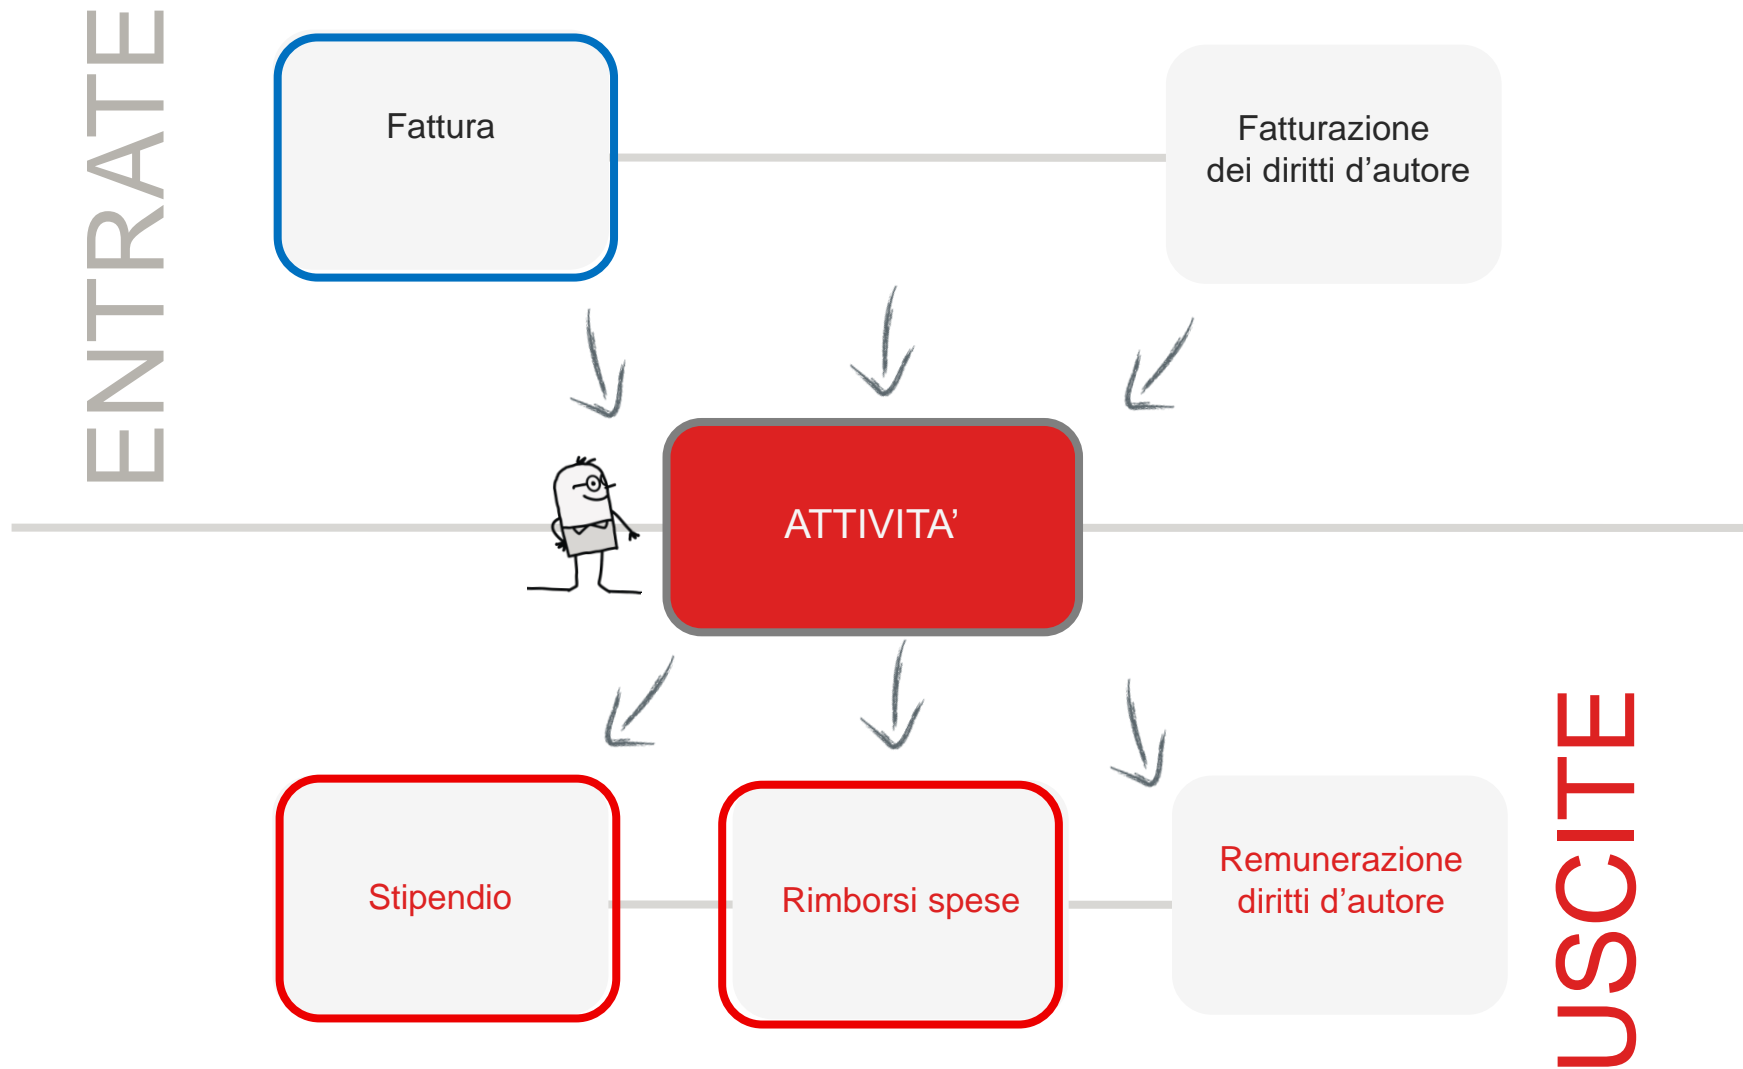 ENTRATE
Fattura
Fatturazione
dei diritti d’autore
ATTIVITA’
Stipendio
Rimborsi spese
Remunerazione
diritti d’autore
USCITE